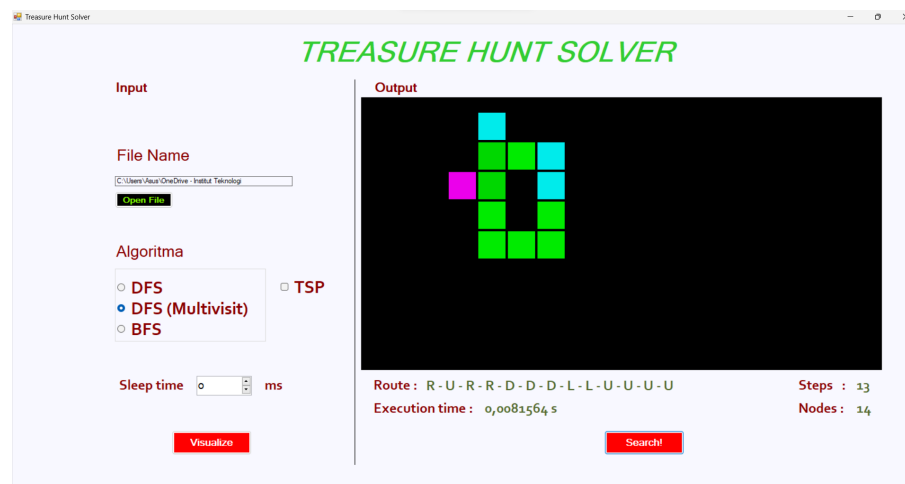 Treasure Hunt Solver
TREASURE HUNT SOLVER
Input
Output
File Name
C:\Users\Asus\OneDrive - Institut Teknologi
Open File
Algoritma
DFS
TSP
DFS (Multivisit)
BFS
Sleep time 0 ms
Route : R - U - R - R - D - D - D - L - L - U - U - U - U
Steps : 13
Execution time : 0,0081564 s
Nodes : 14
Visualize
Search!